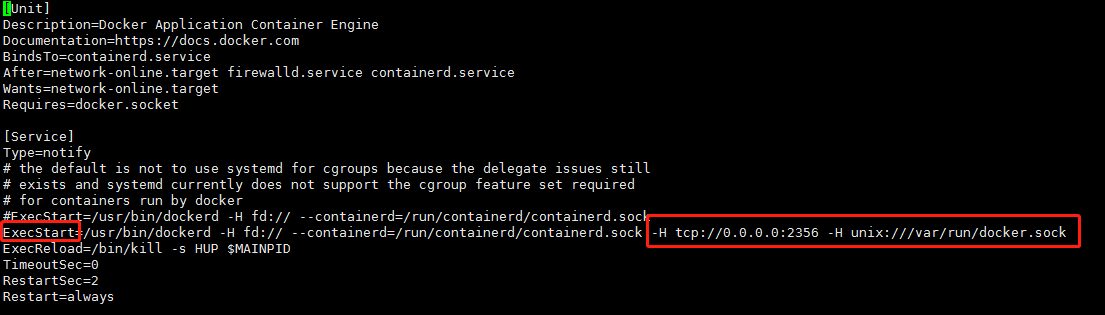 [Unit]
Description=Docker Application Container Engine
Documentation=https://docs.docker.com
BindsTo=containerd.service
After=network-online.target firewalld.service containerd.service
Wants=network-online.target
Requires=docker.socket
[Service]
Type=notify
# the default is not to use systemd for cgroups because the delegate issues still
# exists and systemd currently does not support the cgroup feature set required
# for containers run by docker
#ExecStart=/usr/bin/dockerd -H fd:// --containerd=/run/containerd/containerd.sock
ExecStart=/usr/bin/dockerd -H fd:// --containerd=/run/containerd/containerd.sock -H tcp://0.0.0.0:2356 -H unix:///var/run/docker.sock
ExecReload=/bin/kill -s HUP $MAINPID
TimeoutSec=0
RestartSec=2
Restart=always